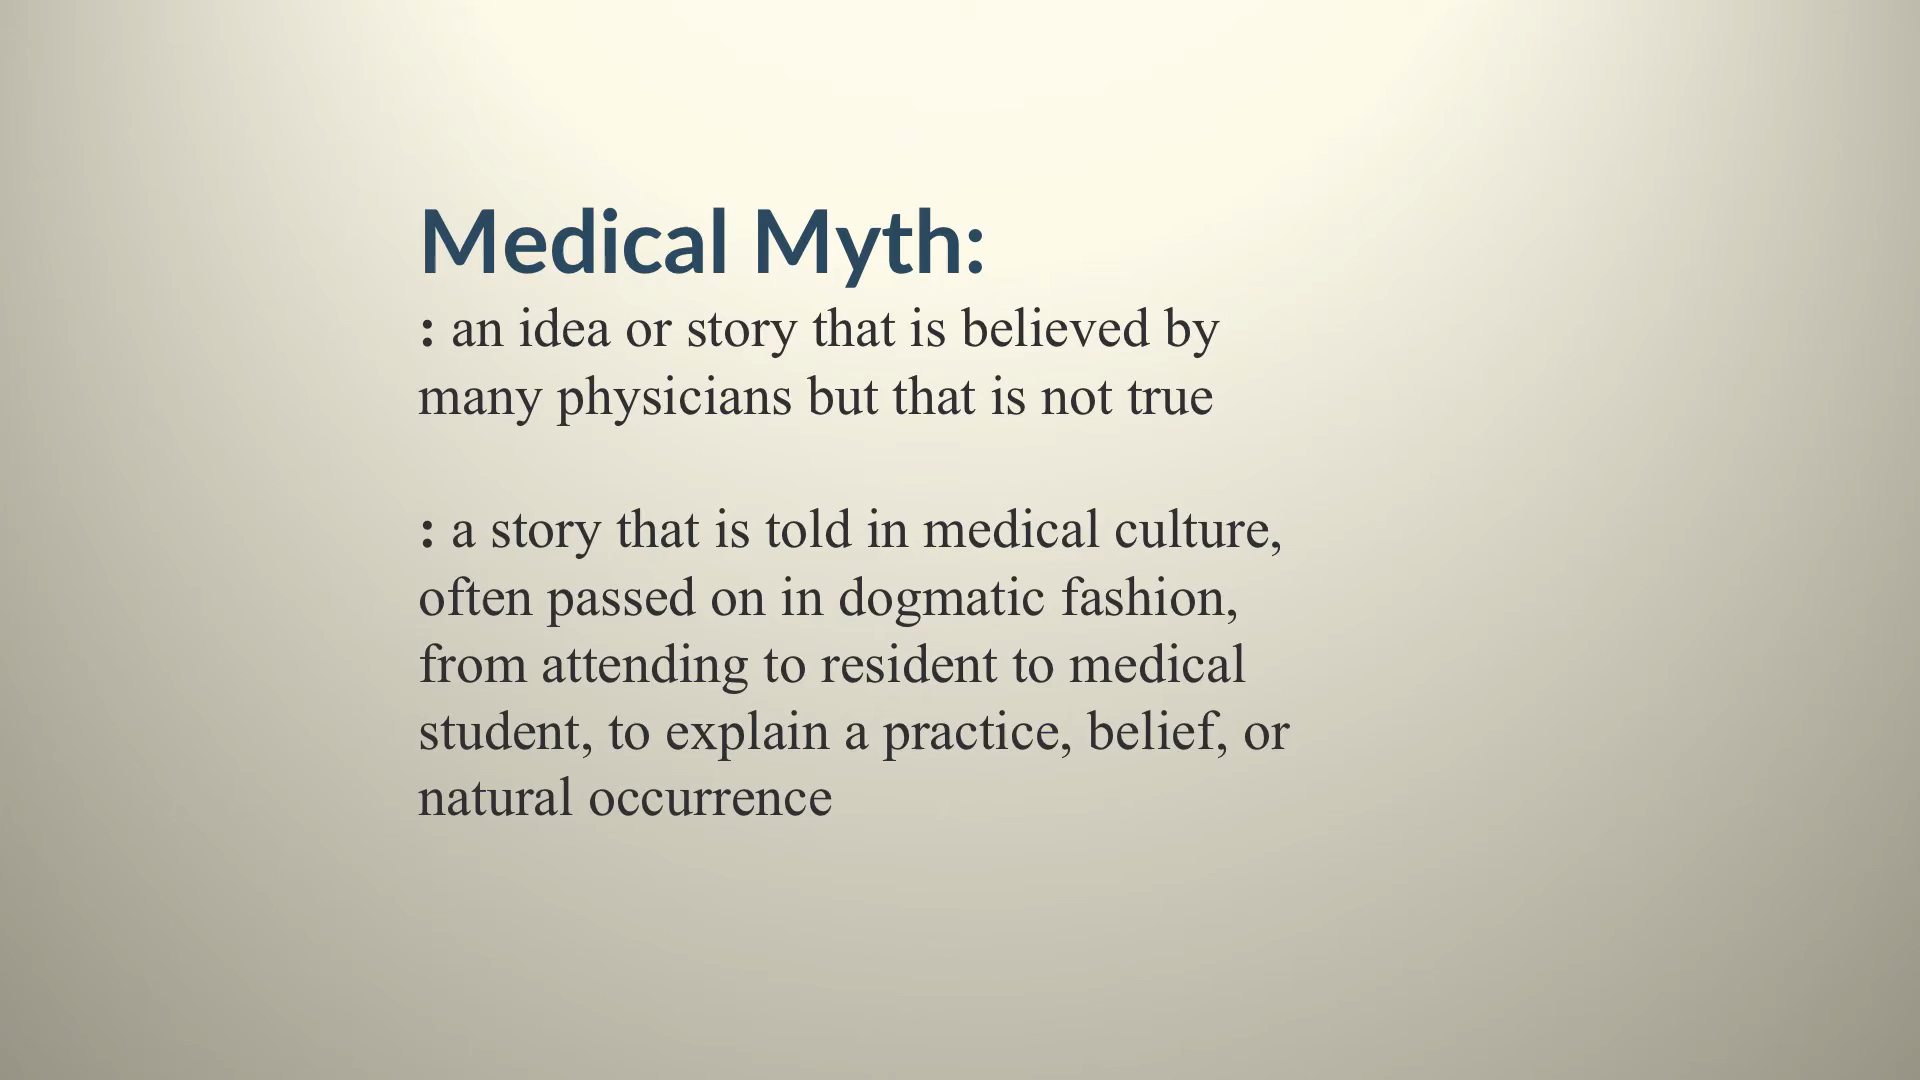 Medical Myth:
: an idea or story that is believed by
many physicians but that is not true
: a story that is told in medical culture,
often passed on in dogmatic fashion,
from attending to resident to medical
student, to explain a practice, belief, or
natural occurrence